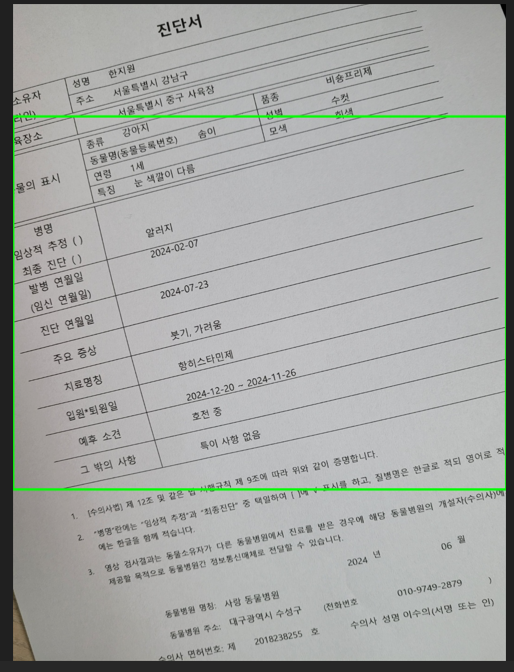 진단서
소유자 성명 한지원
리인) 주소 서울특별시 강남구
육장소 서울특별시 중구 사육장
물의 표시 종류 강아지 품종 비숑프리제
동물명(동물등록번호) 솜이 성별 수컷
연령 1세 모색 흰색
특징 눈 색깔이 다름
병명
임상적 추정 ( ) 알러지
최종 진단 ( )
발병 연월일 2024-02-07
(임신 연월일)
진단 연월일 2024-07-23
주요 증상 붓기, 가려움
치료명칭 항히스타민제
입원*퇴원일 2024-12-20 ~ 2024-11-26
예후 소견 호전 중
그 밖의 사항 특이 사항 없음
1. [수의사법] 제 12조 및 같은 법 시행규칙 제 9조에 따라 위와 같이 증명합니다.
2. "병명"란에는 "임상적 추정"과 "최종진단" 중 택일하여 [ ]에 √ 표시를 하고, 질병명은 한글로 적되 영어로 적
에는 한글을 함께 적습니다.
3. 영상 검사결과는 동물소유자가 다른 동물병원에서 진료를 받은 경우에 해당 동물병원의 개설자(수의사)에
제공할 목적으로 동물병원간 정보통신매체로 전달할 수 있습니다.
2024 년 06 월
동물병원 명칭: 사랑 동물병원
동물병원 주소: 대구광역시 수성구 (전화번호 010-9749-2879 )
수의사 면허번호: 제 2018238255 호 수의사 성명 이수의(서명 또는 인)